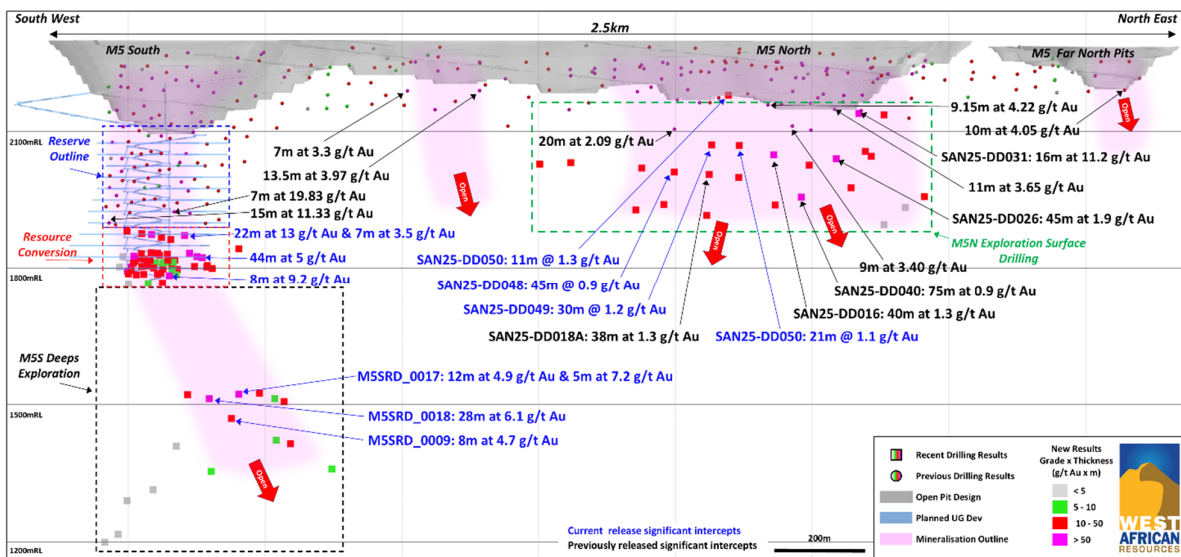 South West
2.5km
North East
M5 South
M5 North
M5 Far North Pits
2100mRL
Reserve
Outline
7m at 3.3 g/t Au
13.5m at 3.97 g/t Au
7m at 19.83 g/t Au
15m at 11.33 g/t Au
Resource
Conversion
22m at 13 g/t Au & 7m at 3.5 g/t Au
44m at 5 g/t Au
8m at 9.2 g/t Au
1800mRL
Open
20m at 2.09 g/t Au
9.15m at 4.22 g/t Au
10m at 4.05 g/t Au
Open
SAN25-DD031: 16m at 11.2 g/t Au
11m at 3.65 g/t Au
SAN25-DD026: 45m at 1.9 g/t Au
M5N Exploration Surface
Drilling
Open
Open
SAN25-DD050: 11m @ 1.3 g/t Au
SAN25-DD048: 45m @ 0.9 g/t Au
SAN25-DD049: 30m @ 1.2 g/t Au
SAN25-DD018A: 38m at 1.3 g/t Au
9m at 3.40 g/t Au
SAN25-DD040: 75m at 0.9 g/t Au
SAN25-DD016: 40m at 1.3 g/t Au
SAN25-DD050: 21m @ 1.1 g/t Au
M5S Deeps
Exploration
M5SRD_0017: 12m at 4.9 g/t Au & 5m at 7.2 g/t Au
M5SRD_0018: 28m at 6.1 g/t Au
M5SRD_0009: 8m at 4.7 g/t Au
1500mRL
Open
1200mRL
Current release significant intercepts
Previously released significant intercepts
200m
Recent Drilling Results
Previous Drilling Results
Open Pit Design
Planned UG Dev
Mineralisation Outline
New Results
Grade x Thickness
(g/t Au x m)
< 5
5 - 10
10 - 50
> 50
WEST
AFRICAN
RESOURCES